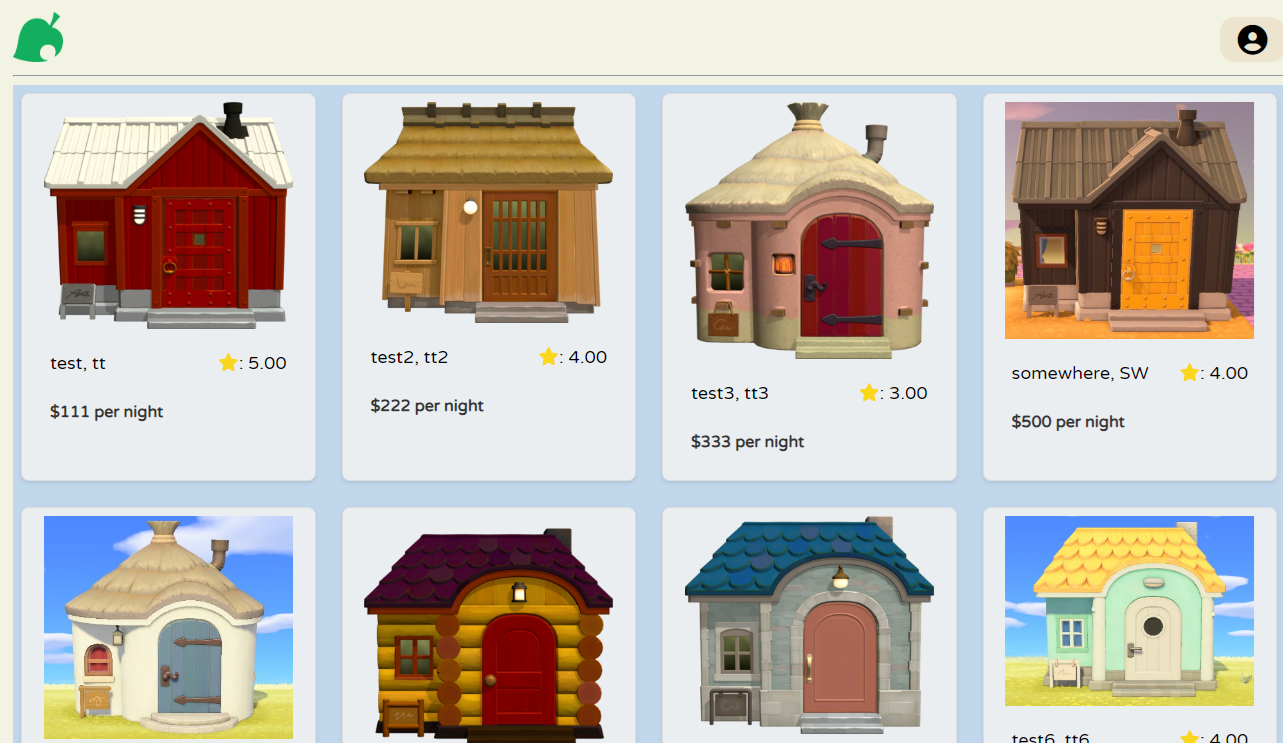 test, tt ⭐: 5.00
$111 per night
test2, tt2 ⭐: 4.00
$222 per night
test3, tt3 ⭐: 3.00
$333 per night
somewhere, SW ⭐: 4.00
$500 per night
test6, tt6 ⭐: 4.00